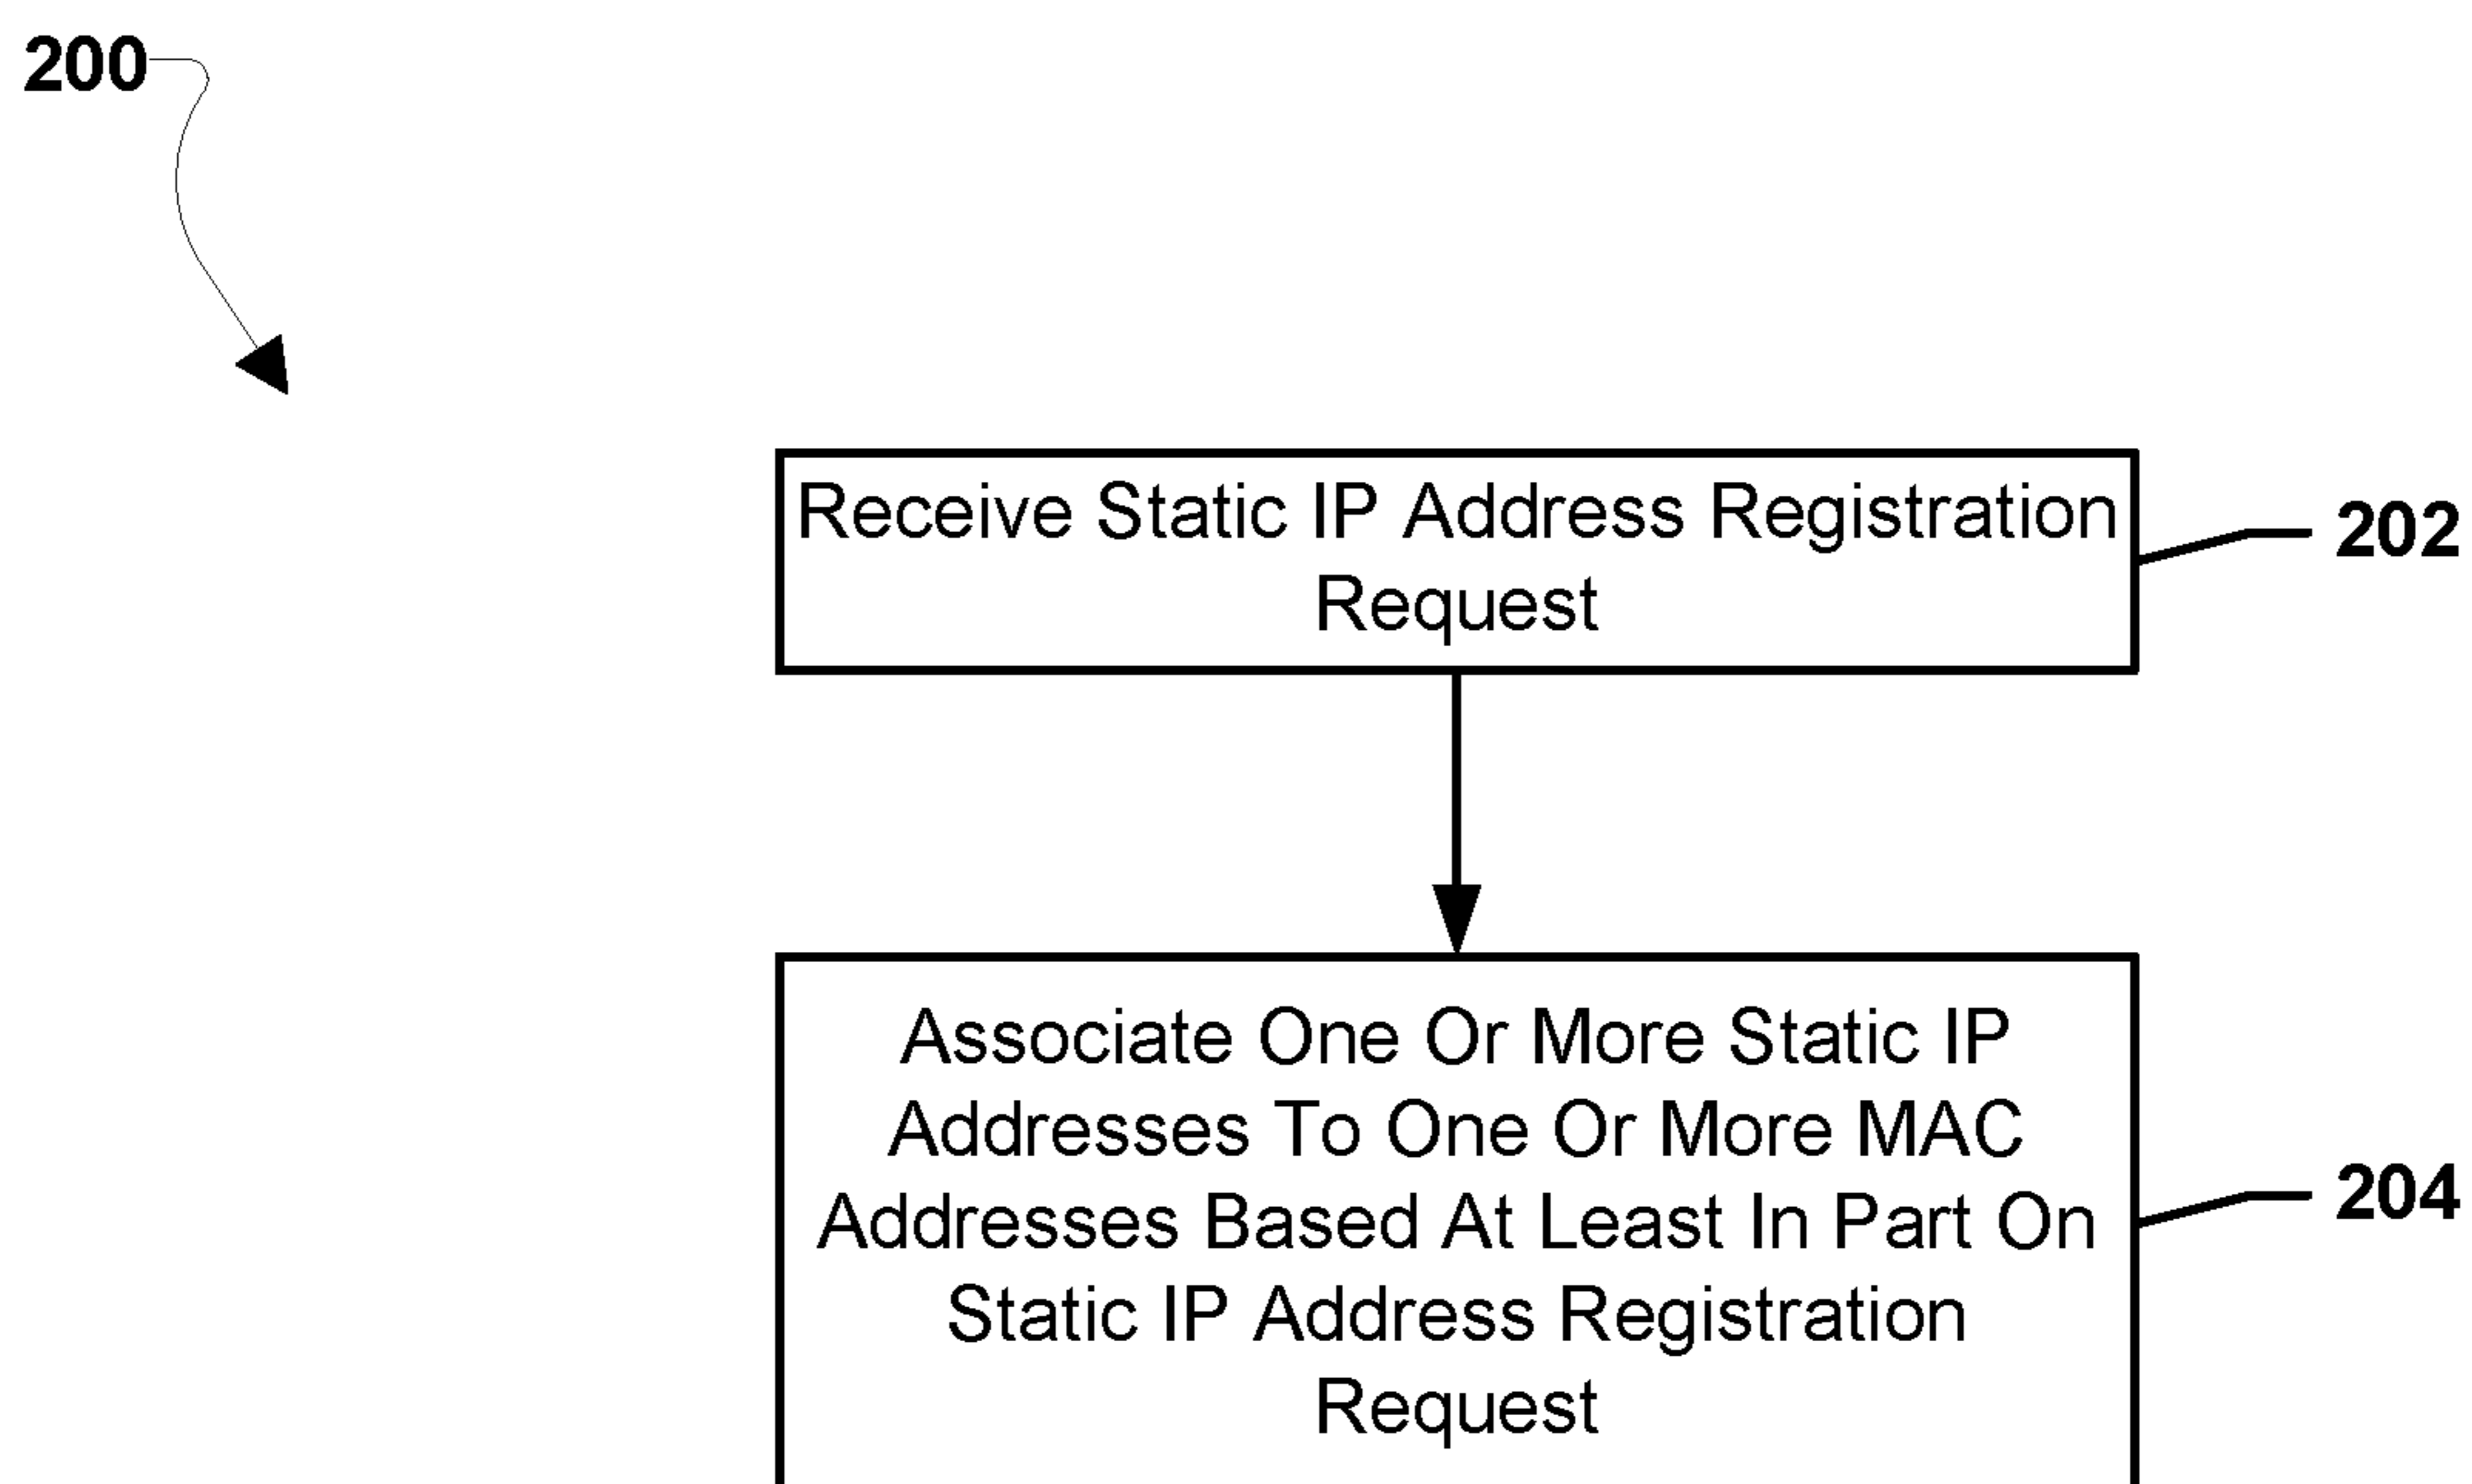 200
Receive Static IP Address Registration
Request
202
Associate One Or More Static IP
Addresses To One Or More MAC
Addresses Based At Least In Part On
Static IP Address Registration
Request
204